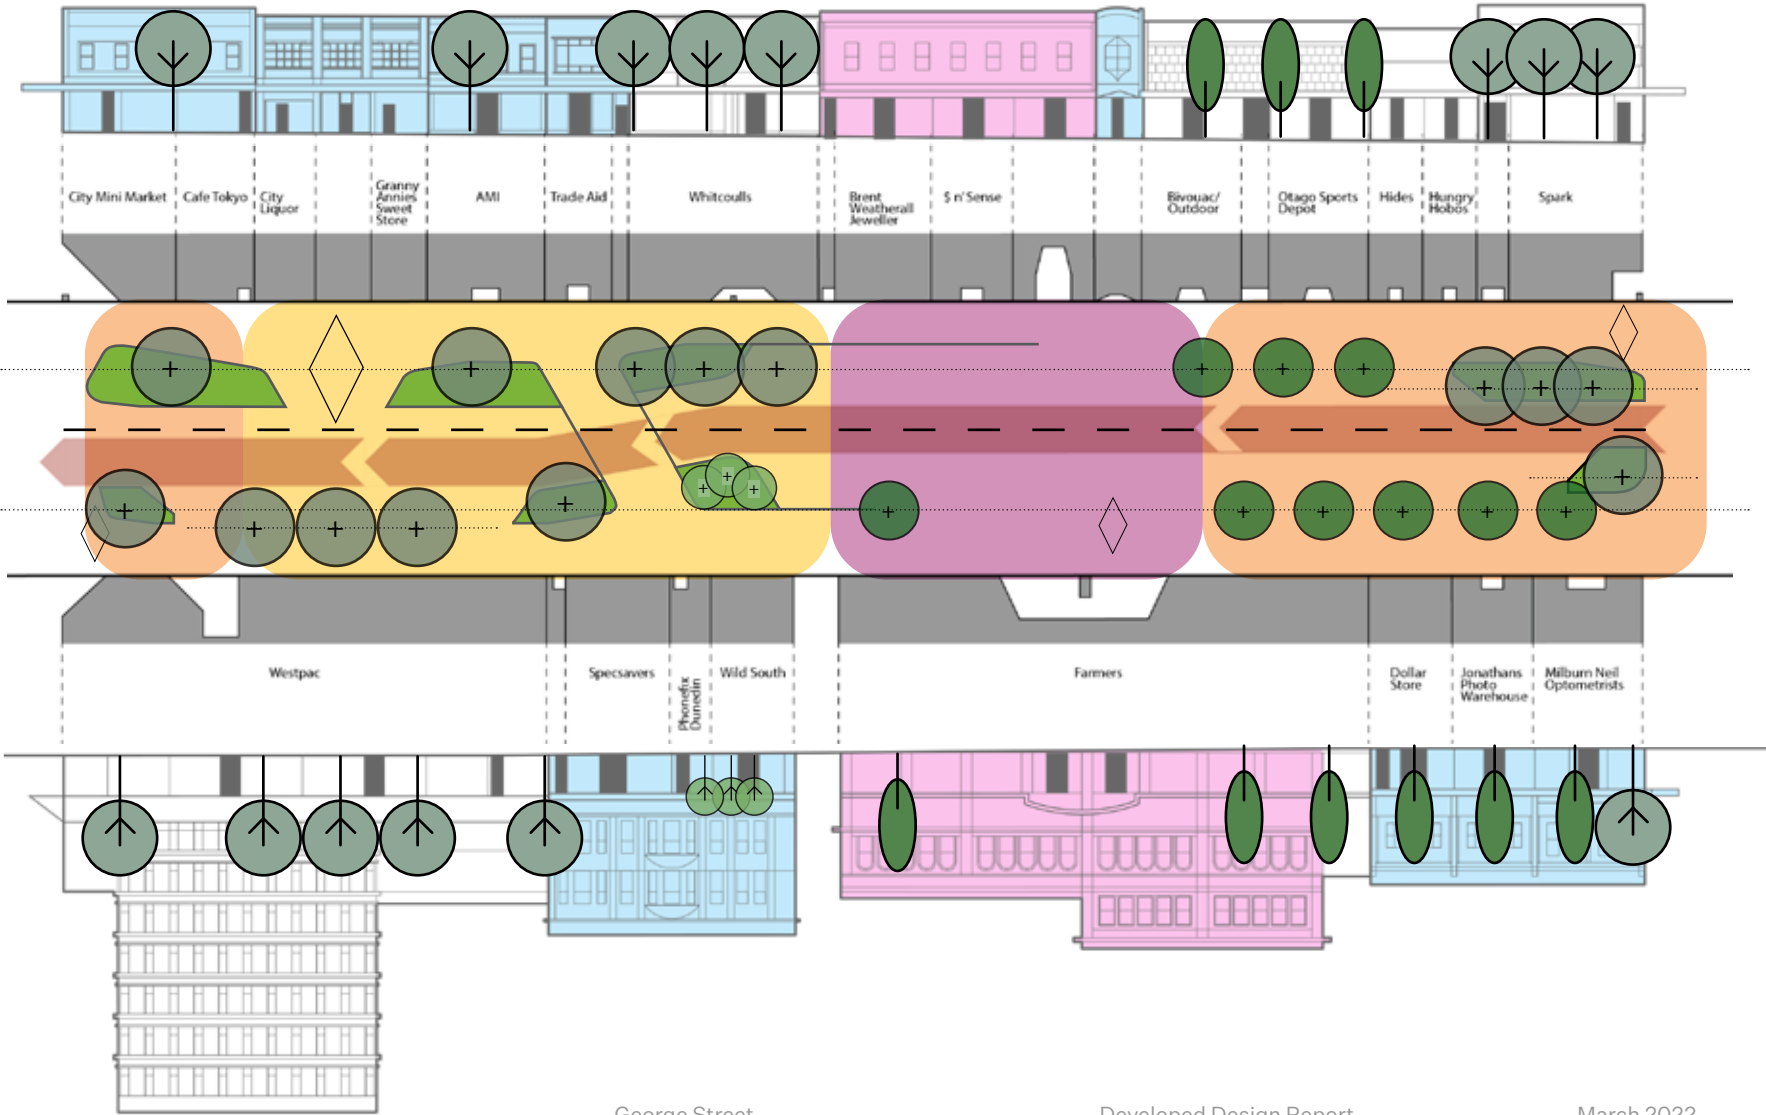 City Mini Market
Cafe Tokyo
City
Liquor
Granny
Annies
Sweet
Store
AMI
Trade Aid
Whitcoulls
Brent
Weatherall
Jeweller
$ n' Sense
Bivouac/
Outdoor
Otago Sports
Depot
Hides
Hungry
Hobos
Spark
Westpac
Specsavers
Phonefix
Dunedin
Wild South
Farmers
Dollar
Store
Jonathans
Photo
Warehouse
Milburn Neil
Optometrists
George Street
Developed Design Report
March 2022